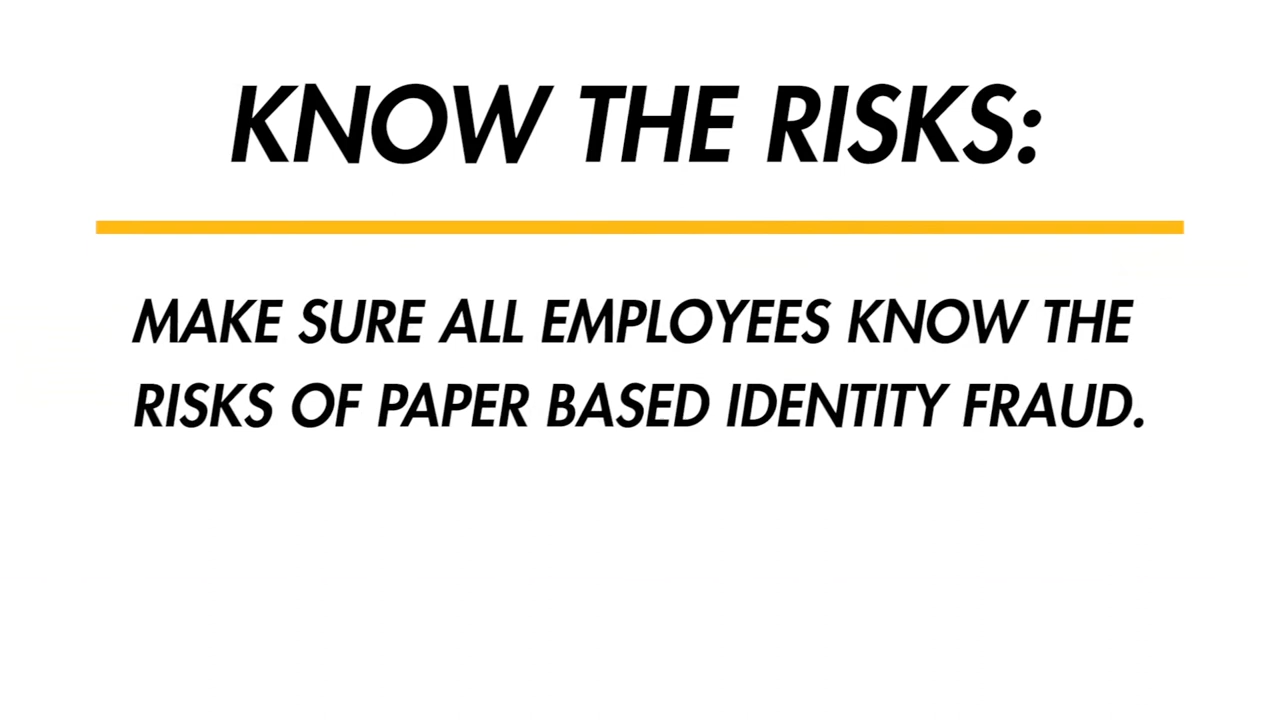 KNOW THE RISKS:
MAKE SURE ALL EMPLOYEES KNOW THE
RISKS OF PAPER BASED IDENTITY FRAUD.